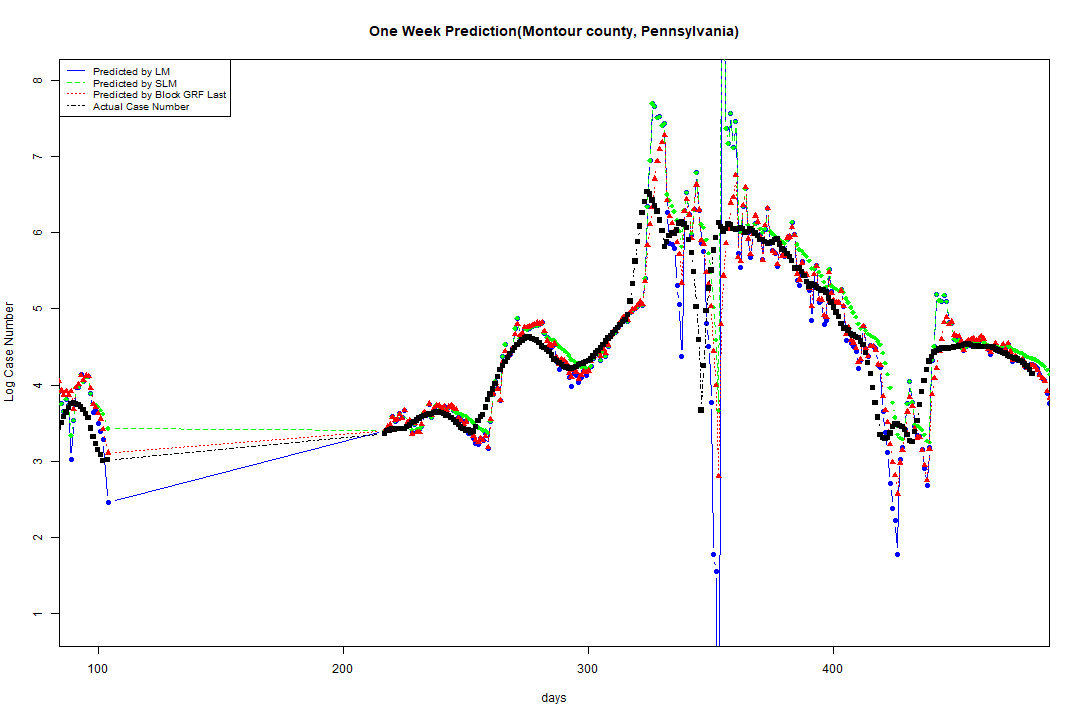 One Week Prediction(Montour county, Pennsylvania)
Predicted by LM
Predicted by SLM
Predicted by Block GRF Last
Actual Case Number
8
7
6
5
4
3
2
1
Log Case Number
100 200 300 400
days